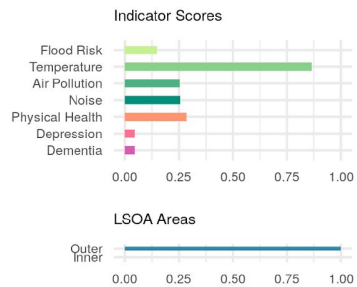 Indicator Scores
Flood Risk
Temperature
Air Pollution
Noise
Physical Health
Depression
Dementia
0.00 0.25 0.50 0.75 1.00
LSOA Areas
Outer
Inner
0.00 0.25 0.50 0.75 1.00